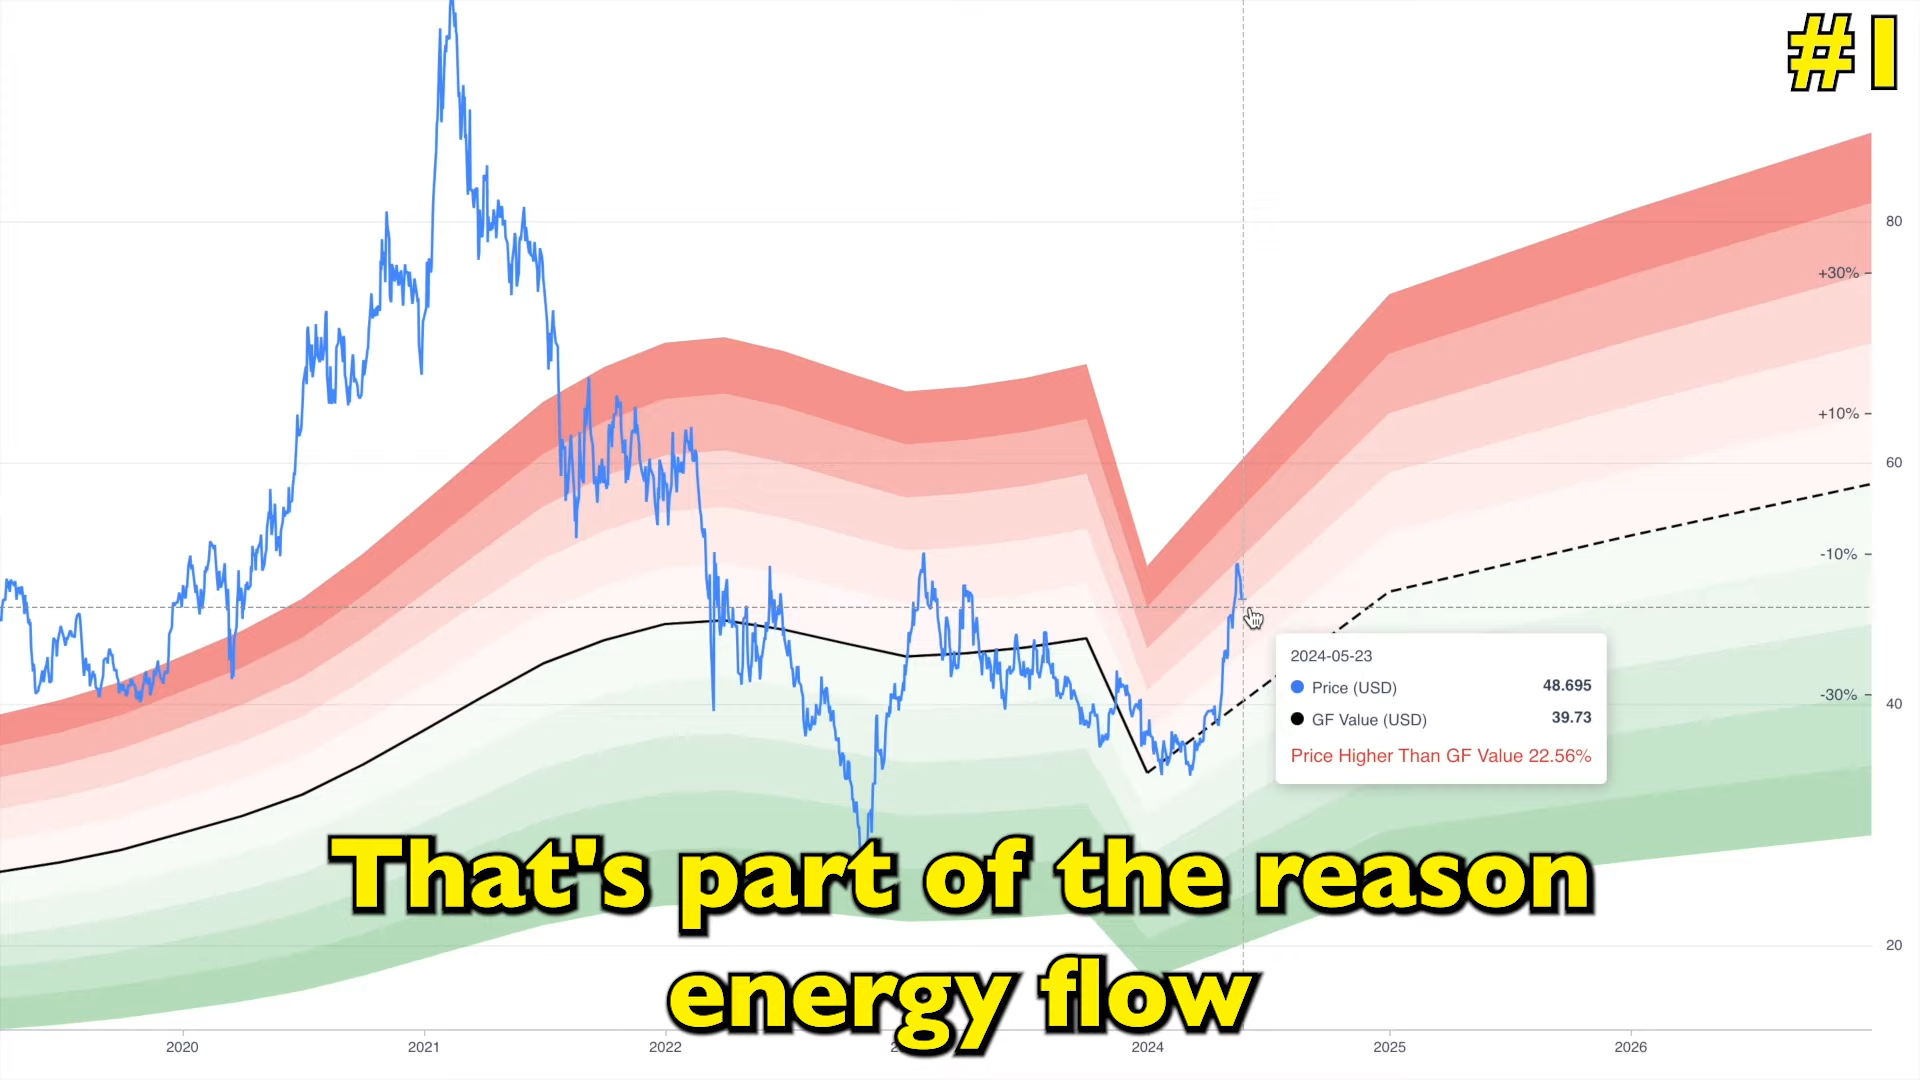 #1
80
+30%
+10%
60
-10%
-30%
40
20
2024-05-23
Price (USD) 48.695
GF Value (USD) 39.73
Price Higher Than GF Value 22.56%
That's part of the reason
energy flow
2020 2021 2022 2024 2025 2026